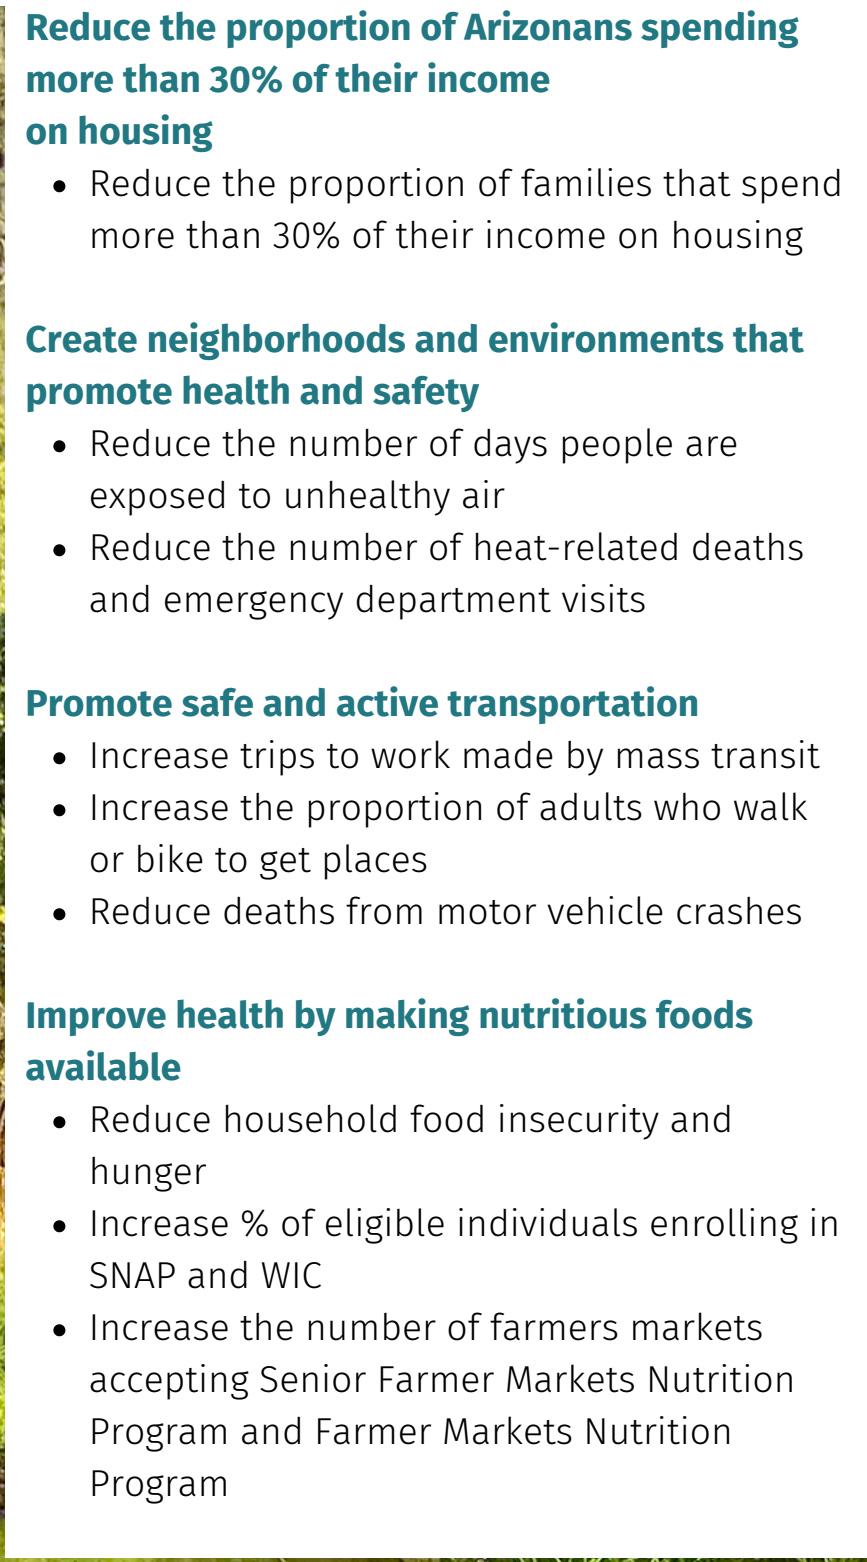 Reduce the proportion of Arizonans spending
more than 30% of their income
on housing
• Reduce the proportion of families that spend
more than 30% of their income on housing
Create neighborhoods and environments that
promote health and safety
• Reduce the number of days people are
exposed to unhealthy air
• Reduce the number of heat-related deaths
and emergency department visits
Promote safe and active transportation
• Increase trips to work made by mass transit
• Increase the proportion of adults who walk
or bike to get places
• Reduce deaths from motor vehicle crashes
Improve health by making nutritious foods
available
• Reduce household food insecurity and
hunger
• Increase % of eligible individuals enrolling in
SNAP and WIC
• Increase the number of farmers markets
accepting Senior Farmer Markets Nutrition
Program and Farmer Markets Nutrition
Program